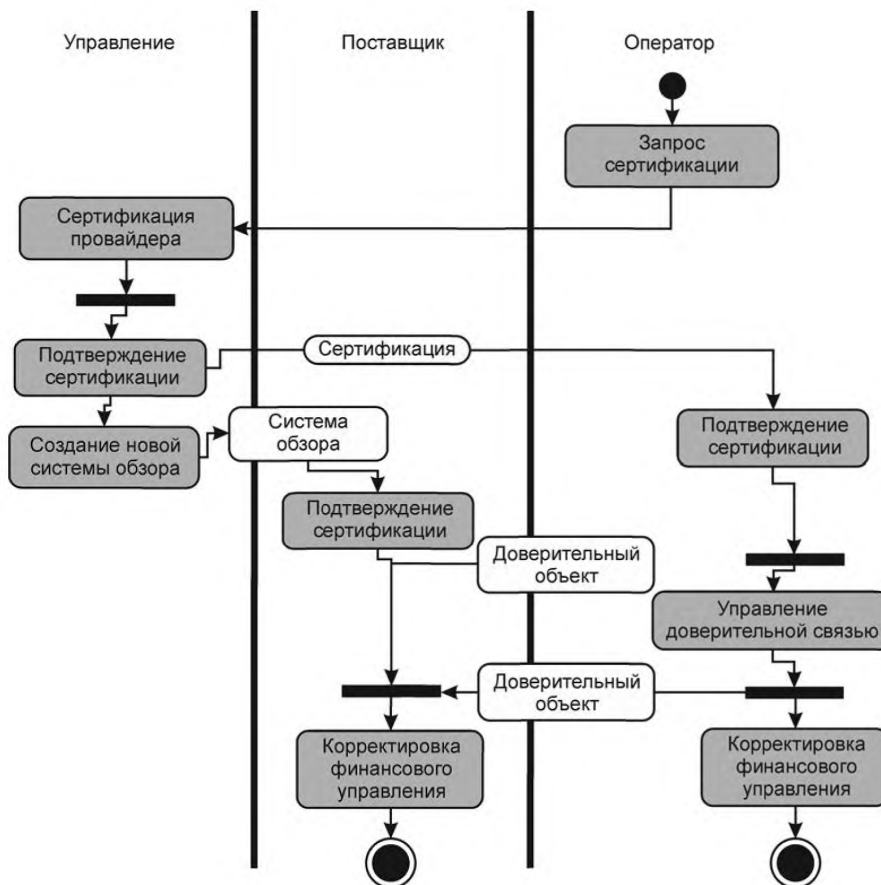 Управление
Поставщик
Оператор
Запрос
сертификации
Сертификация
провайдера
Сертификация
Подтверждение
сертификации
Система
обзора
Подтверждение
сертификации
Создание новой
системы обзора
Подтверждение
сертификации
Доверительный
объект
Управление
доверительной связью
Доверительный
объект
Корректировка
финансового
управления
Корректировка
финансового
управления